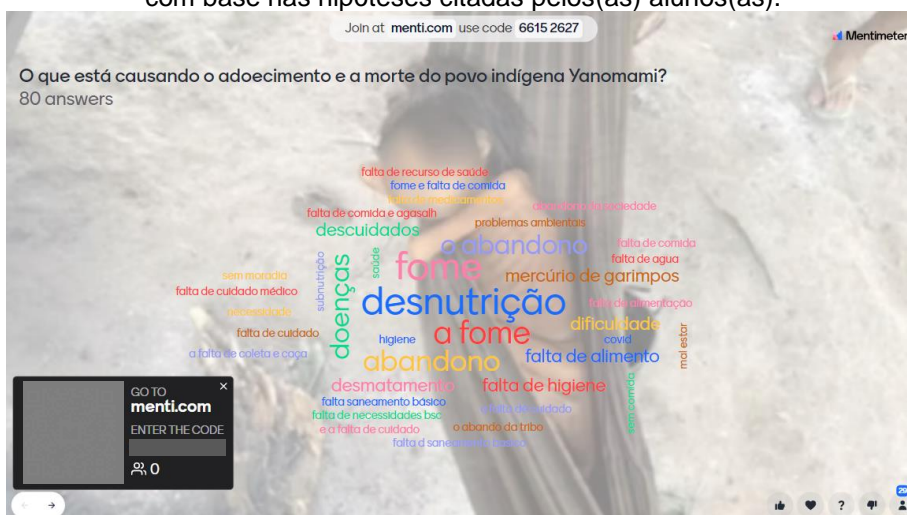 com base nas hipóteses citadas pelos(as) alunos(as).
Join at menti.com use code 6615 2627
Mentimeter
O que está causando o adoecimento e a morte do povo indígena Yanomami?
80 answers
falta de recurso de saúde
fome e falta de comida
falta de medicamentos
abandono da sociedade
falta de comida e agasalh
problemas ambientais
descuidados
o abandono
falta de comida
saúde
fome
falta de agua
subnutrição
doenças
sem moradia
mercúrio de garimpos
falta de cuidado médico
desnutrição
falta de alimentação
necessidade
dificuldade
falta de cuidado
higiene
a fome
covid
mal estar
a falta de coleta e caça
abandono
falta de alimento
desmatamento
falta de higiene
sem comida
falta saneamento básico
a falta de cuidado
falta de necessidades bsc
e a falta de cuidado
o abando da tribo
falta d saneamento básico
GO TO
menti.com
ENTER THE CODE
0
29